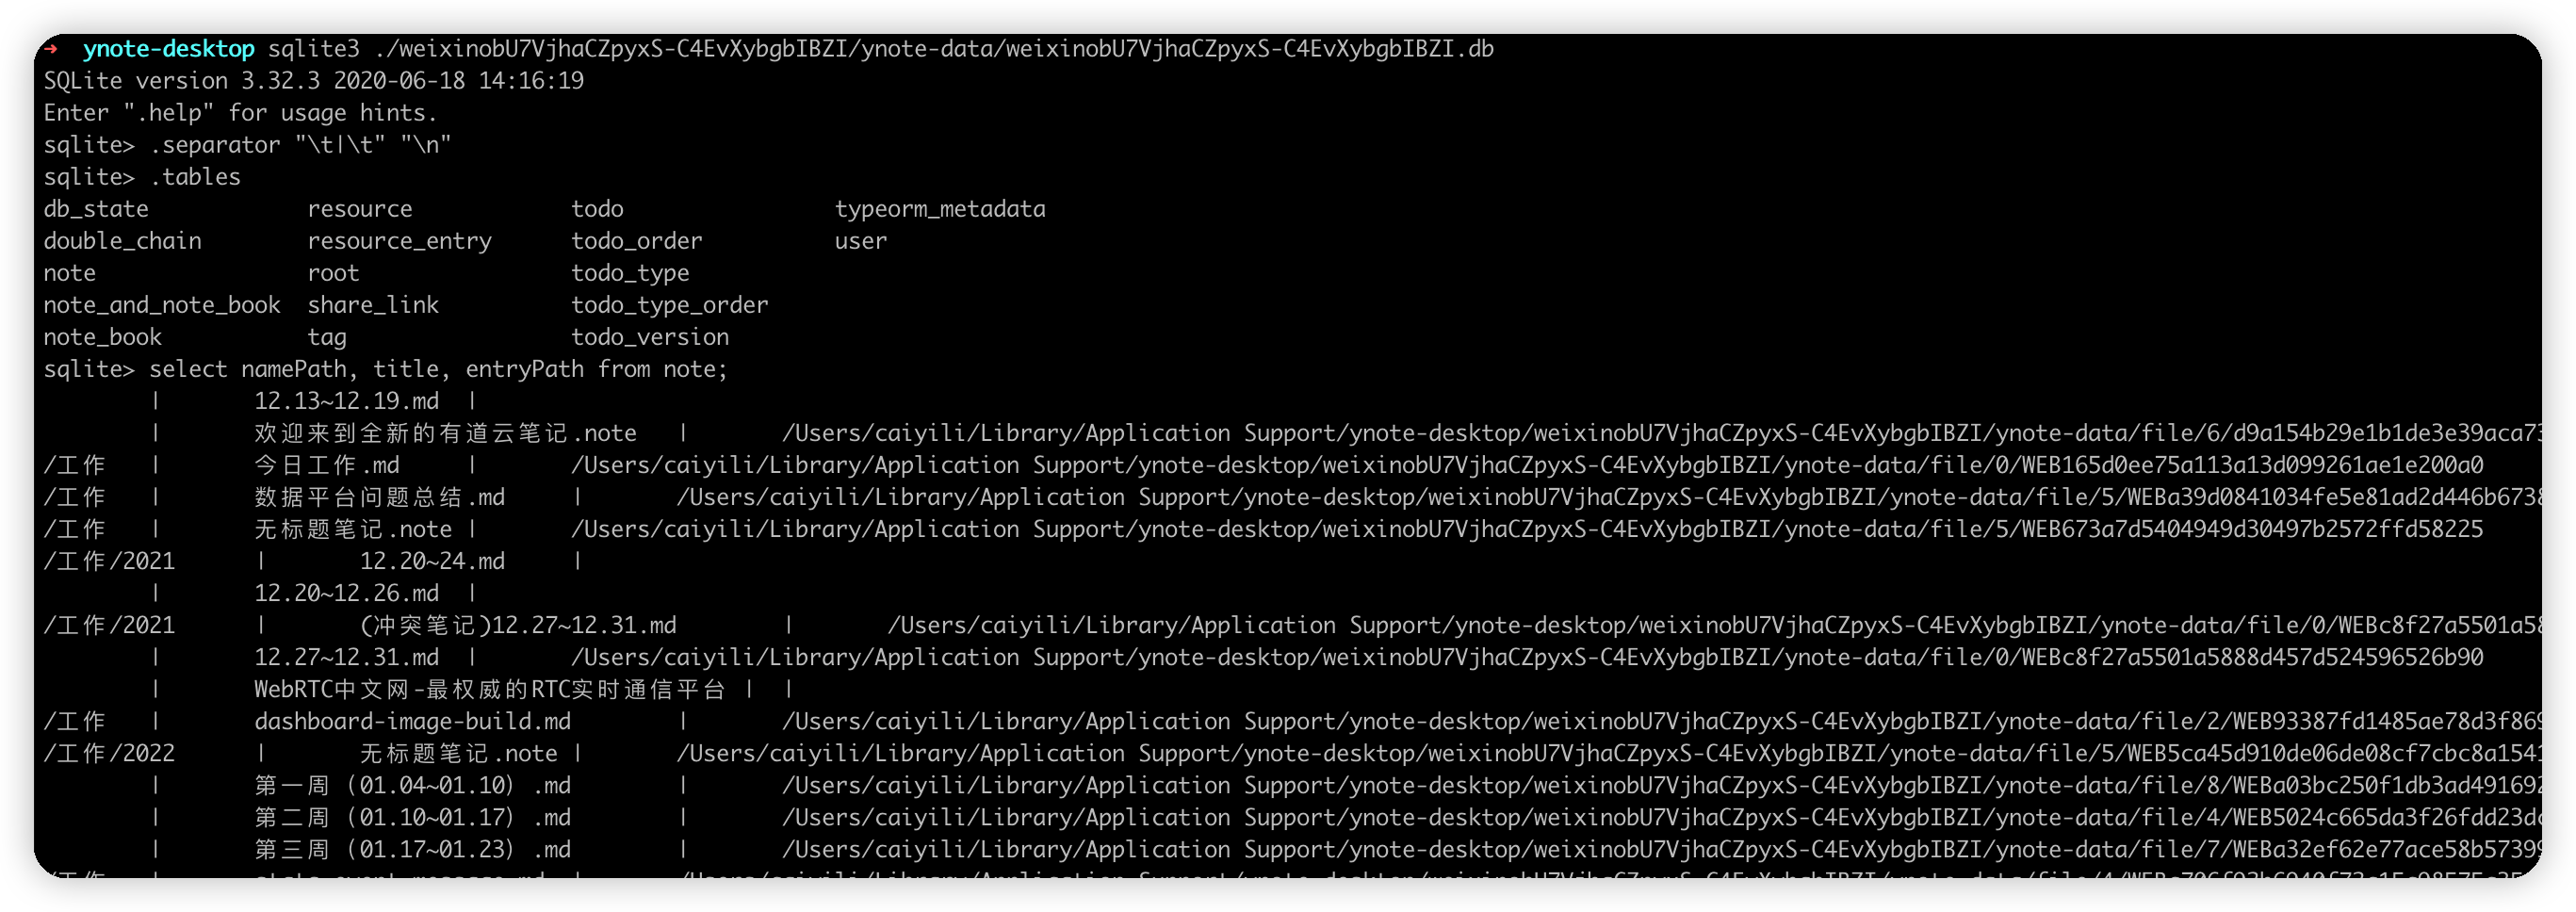 ➜  ynote-desktop sqlite3 ./weixinobU7VjhaCZpyxS-C4EvXybgbIBZI/ynote-data/weixinobU7VjhaCZpyxS-C4EvXybgbIBZI.db
SQLite version 3.32.3 2020-06-18 14:16:19
Enter ".help" for usage hints.
sqlite> .separator "\t|\t" "\n"
sqlite> .tables
db_state            resource            todo                typeorm_metadata
double_chain        resource_entry      todo_order          user
note                root                todo_type
note_and_note_book  share_link          todo_type_order
note_book           tag                 todo_version
sqlite> select namePath, title, entryPath from note;
| 12.13~12.19.md |
| 欢迎来到全新的有道云笔记.note | /Users/caiyili/Library/Application Support/ynote-desktop/weixinobU7VjhaCZpyxS-C4EvXybgbIBZI/ynote-data/file/6/d9a154b29e1b1de3e39aca73
/工作 | 今日工作.md | /Users/caiyili/Library/Application Support/ynote-desktop/weixinobU7VjhaCZpyxS-C4EvXybgbIBZI/ynote-data/file/0/WEB165d0ee75a113a13d099261ae1e200a0
/工作 | 数据平台问题总结.md | /Users/caiyili/Library/Application Support/ynote-desktop/weixinobU7VjhaCZpyxS-C4EvXybgbIBZI/ynote-data/file/5/WEBa39d0841034fe5e81ad2d446b6738
/工作 | 无标题笔记.note | /Users/caiyili/Library/Application Support/ynote-desktop/weixinobU7VjhaCZpyxS-C4EvXybgbIBZI/ynote-data/file/5/WEB673a7d5404949d30497b2572ffd58225
/工作/2021 | 12.20~24.md |
| 12.20~12.26.md |
/工作/2021 | (冲突笔记)12.27~12.31.md | /Users/caiyili/Library/Application Support/ynote-desktop/weixinobU7VjhaCZpyxS-C4EvXybgbIBZI/ynote-data/file/0/WEBc8f27a5501a58
| 12.27~12.31.md | /Users/caiyili/Library/Application Support/ynote-desktop/weixinobU7VjhaCZpyxS-C4EvXybgbIBZI/ynote-data/file/0/WEBc8f27a5501a5888d457d524596526b90
| WebRTC中文网-最权威的RTC实时通信平台 | |
/工作 | dashboard-image-build.md | /Users/caiyili/Library/Application Support/ynote-desktop/weixinobU7VjhaCZpyxS-C4EvXybgbIBZI/ynote-data/file/2/WEB93387fd1485ae78d3f869
/工作/2022 | 无标题笔记.note | /Users/caiyili/Library/Application Support/ynote-desktop/weixinobU7VjhaCZpyxS-C4EvXybgbIBZI/ynote-data/file/5/WEB5ca45d910de06de08cf7cbc8a1541
| 第一周（01.04~01.10）.md | /Users/caiyili/Library/Application Support/ynote-desktop/weixinobU7VjhaCZpyxS-C4EvXybgbIBZI/ynote-data/file/8/WEBa03bc250f1db3ad491692
| 第二周（01.10~01.17）.md | /Users/caiyili/Library/Application Support/ynote-desktop/weixinobU7VjhaCZpyxS-C4EvXybgbIBZI/ynote-data/file/4/WEB5024c665da3f26fdd23dc
| 第三周（01.17~01.23）.md | /Users/caiyili/Library/Application Support/ynote-desktop/weixinobU7VjhaCZpyxS-C4EvXybgbIBZI/ynote-data/file/7/WEBa32ef62e77ace58b57399